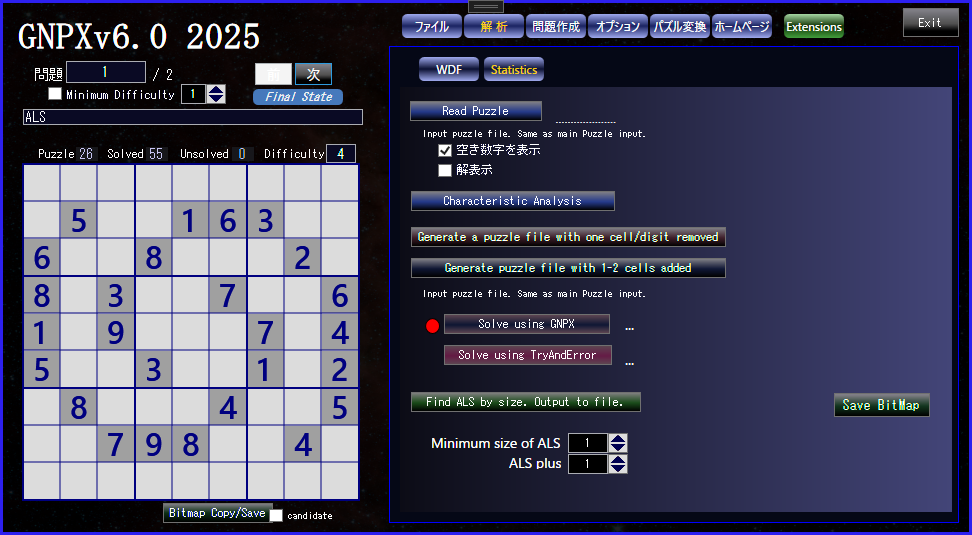 GNPXv6.0 2025
ファイル 解 析 問題作成 オプション パズル変換 ホームページ Extensions Exit
問題 1 / 2 前 次
Minimum Difficulty 1 Final State
ALS
WDF Statistics
Read Puzzle
Input puzzle file. Same as main Puzzle input.
空き数字を表示
解表示
Puzzle 26 Solved 55 Unsolved 0 Difficulty 4
Characteristic Analysis
Generate a puzzle file with one cell/digit removed
Generate puzzle file with 1-2 cells added
Input puzzle file. Same as main Puzzle input.
Solve using GNPX ...
Solve using TryAndError ...
Find ALS by size. Output to file.
Save BitMap
Minimum size of ALS 1
ALS plus 1
5 1 6 3
6 8 2
8 3 7 6
1 9 7 4
5 3 1 2
8 4 5
7 9 8 4
Bitmap Copy/Save candidate